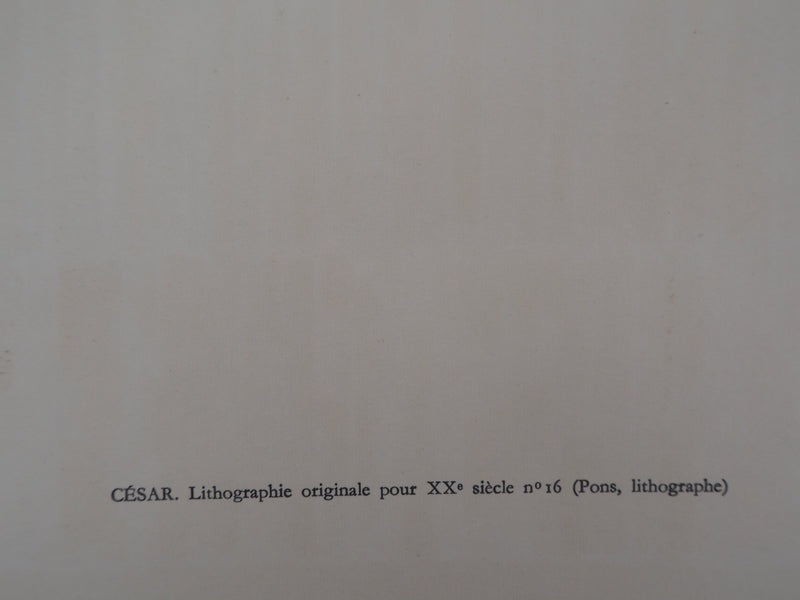 CÉSAR. Lithographie originale pour XXᵉ siècle nº 16 (Pons, lithographe)